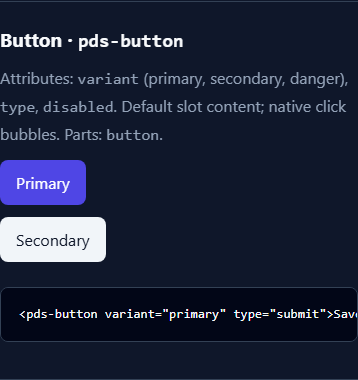 Button · pds-button
Attributes: variant (primary, secondary, danger),
type, disabled. Default slot content; native click
bubbles. Parts: button.
Primary
Secondary
<pds-button variant="primary" type="submit">Save